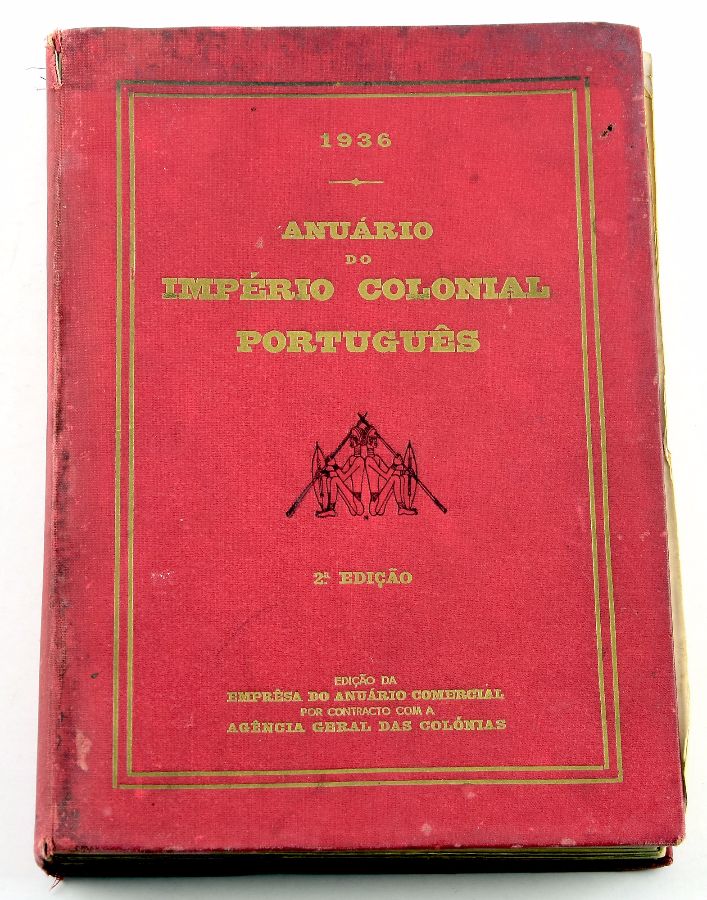 1936
ANUÁRIO
DO
IMPÉRIO COLONIAL
PORTUGUÊS
2.ª EDIÇÃO
EDIÇÃO DA
EMPRÊSA DO ANUÁRIO COMERCIAL
POR CONTRACTO COM A
AGÊNCIA GERAL DAS COLÓNIAS